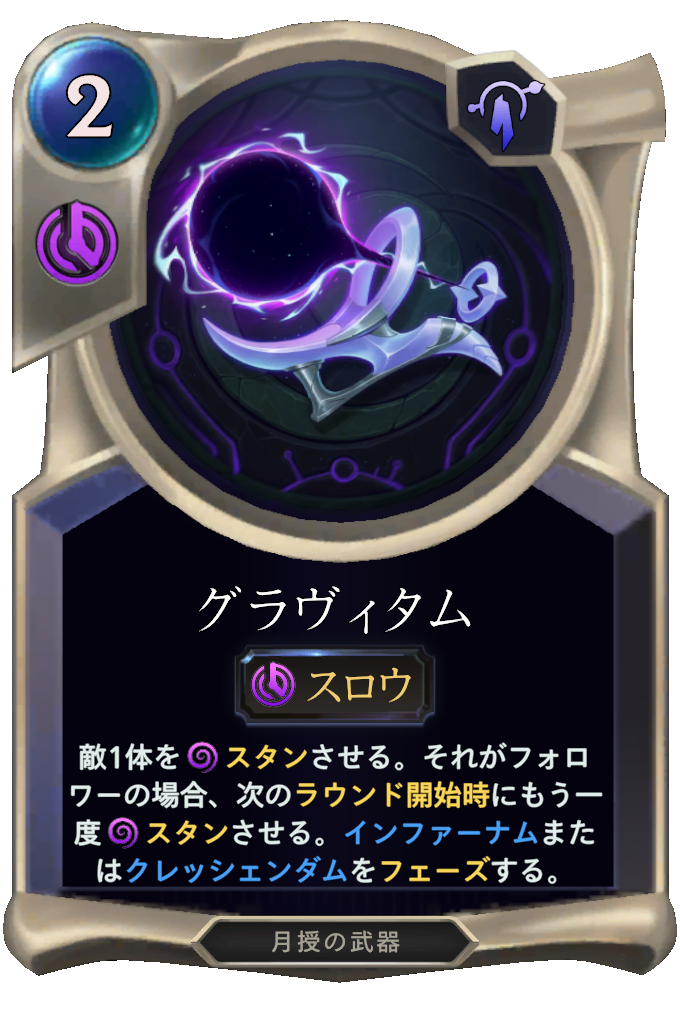 2
グラヴィタム
スロウ
敵1体をスタンさせる。それがフォロ
ワーの場合、次のラウンド開始時にもう一
度スタンさせる。インファーナムまた
はクレッシェンダムをフェーズする。
月授の武器